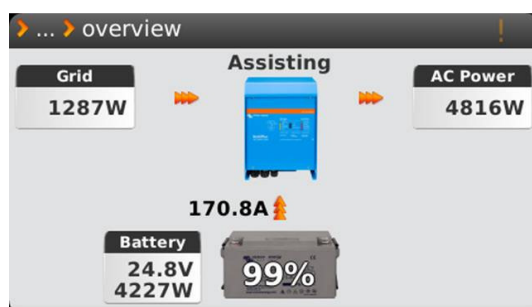 ... overview
!
Assisting
Grid
1287W
AC Power
4816W
170.8A
Battery
24.8V
4227W
99%